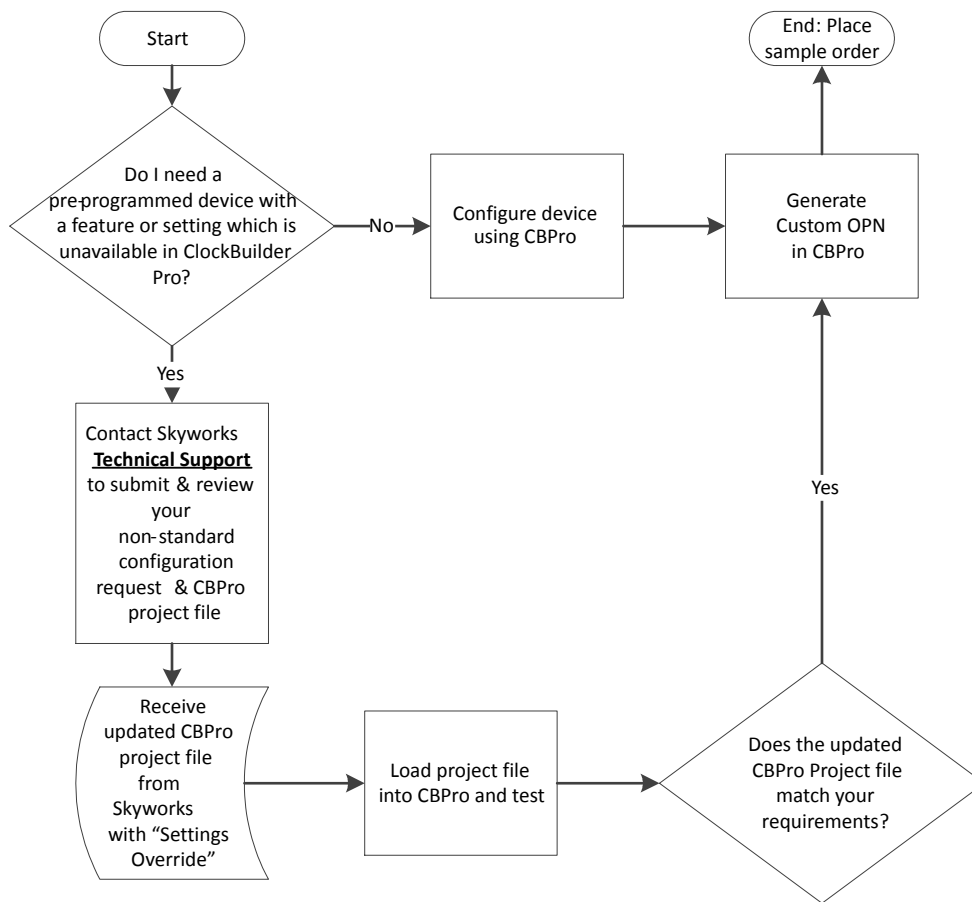 Start
End: Place
sample order
Do I need a
pre-programmed device with
a feature or setting which is
unavailable in ClockBuilder
Pro?
No
Configure device
using CBPro
Generate
Custom OPN
in CBPro
Yes
Contact Skyworks
Technical Support
to submit & review
your
non-standard
configuration
request & CBPro
project file
Yes
Receive
updated CBPro
project file
from
Skyworks
with “Settings
Override”
Load project file
into CBPro and test
Does the updated
CBPro Project file
match your
requirements?